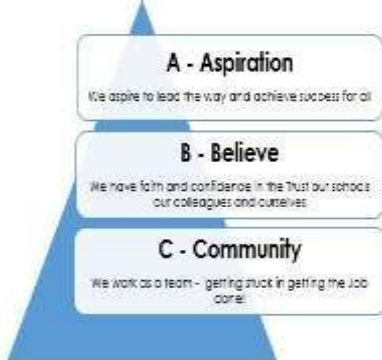 A - Aspiration
We aspire to lead the way and achieve success for all
B - Believe
We have faith and confidence in the Trust our schools
our colleagues and ourselves
C - Community
We work as a team - getting stuck in getting the Job
done!